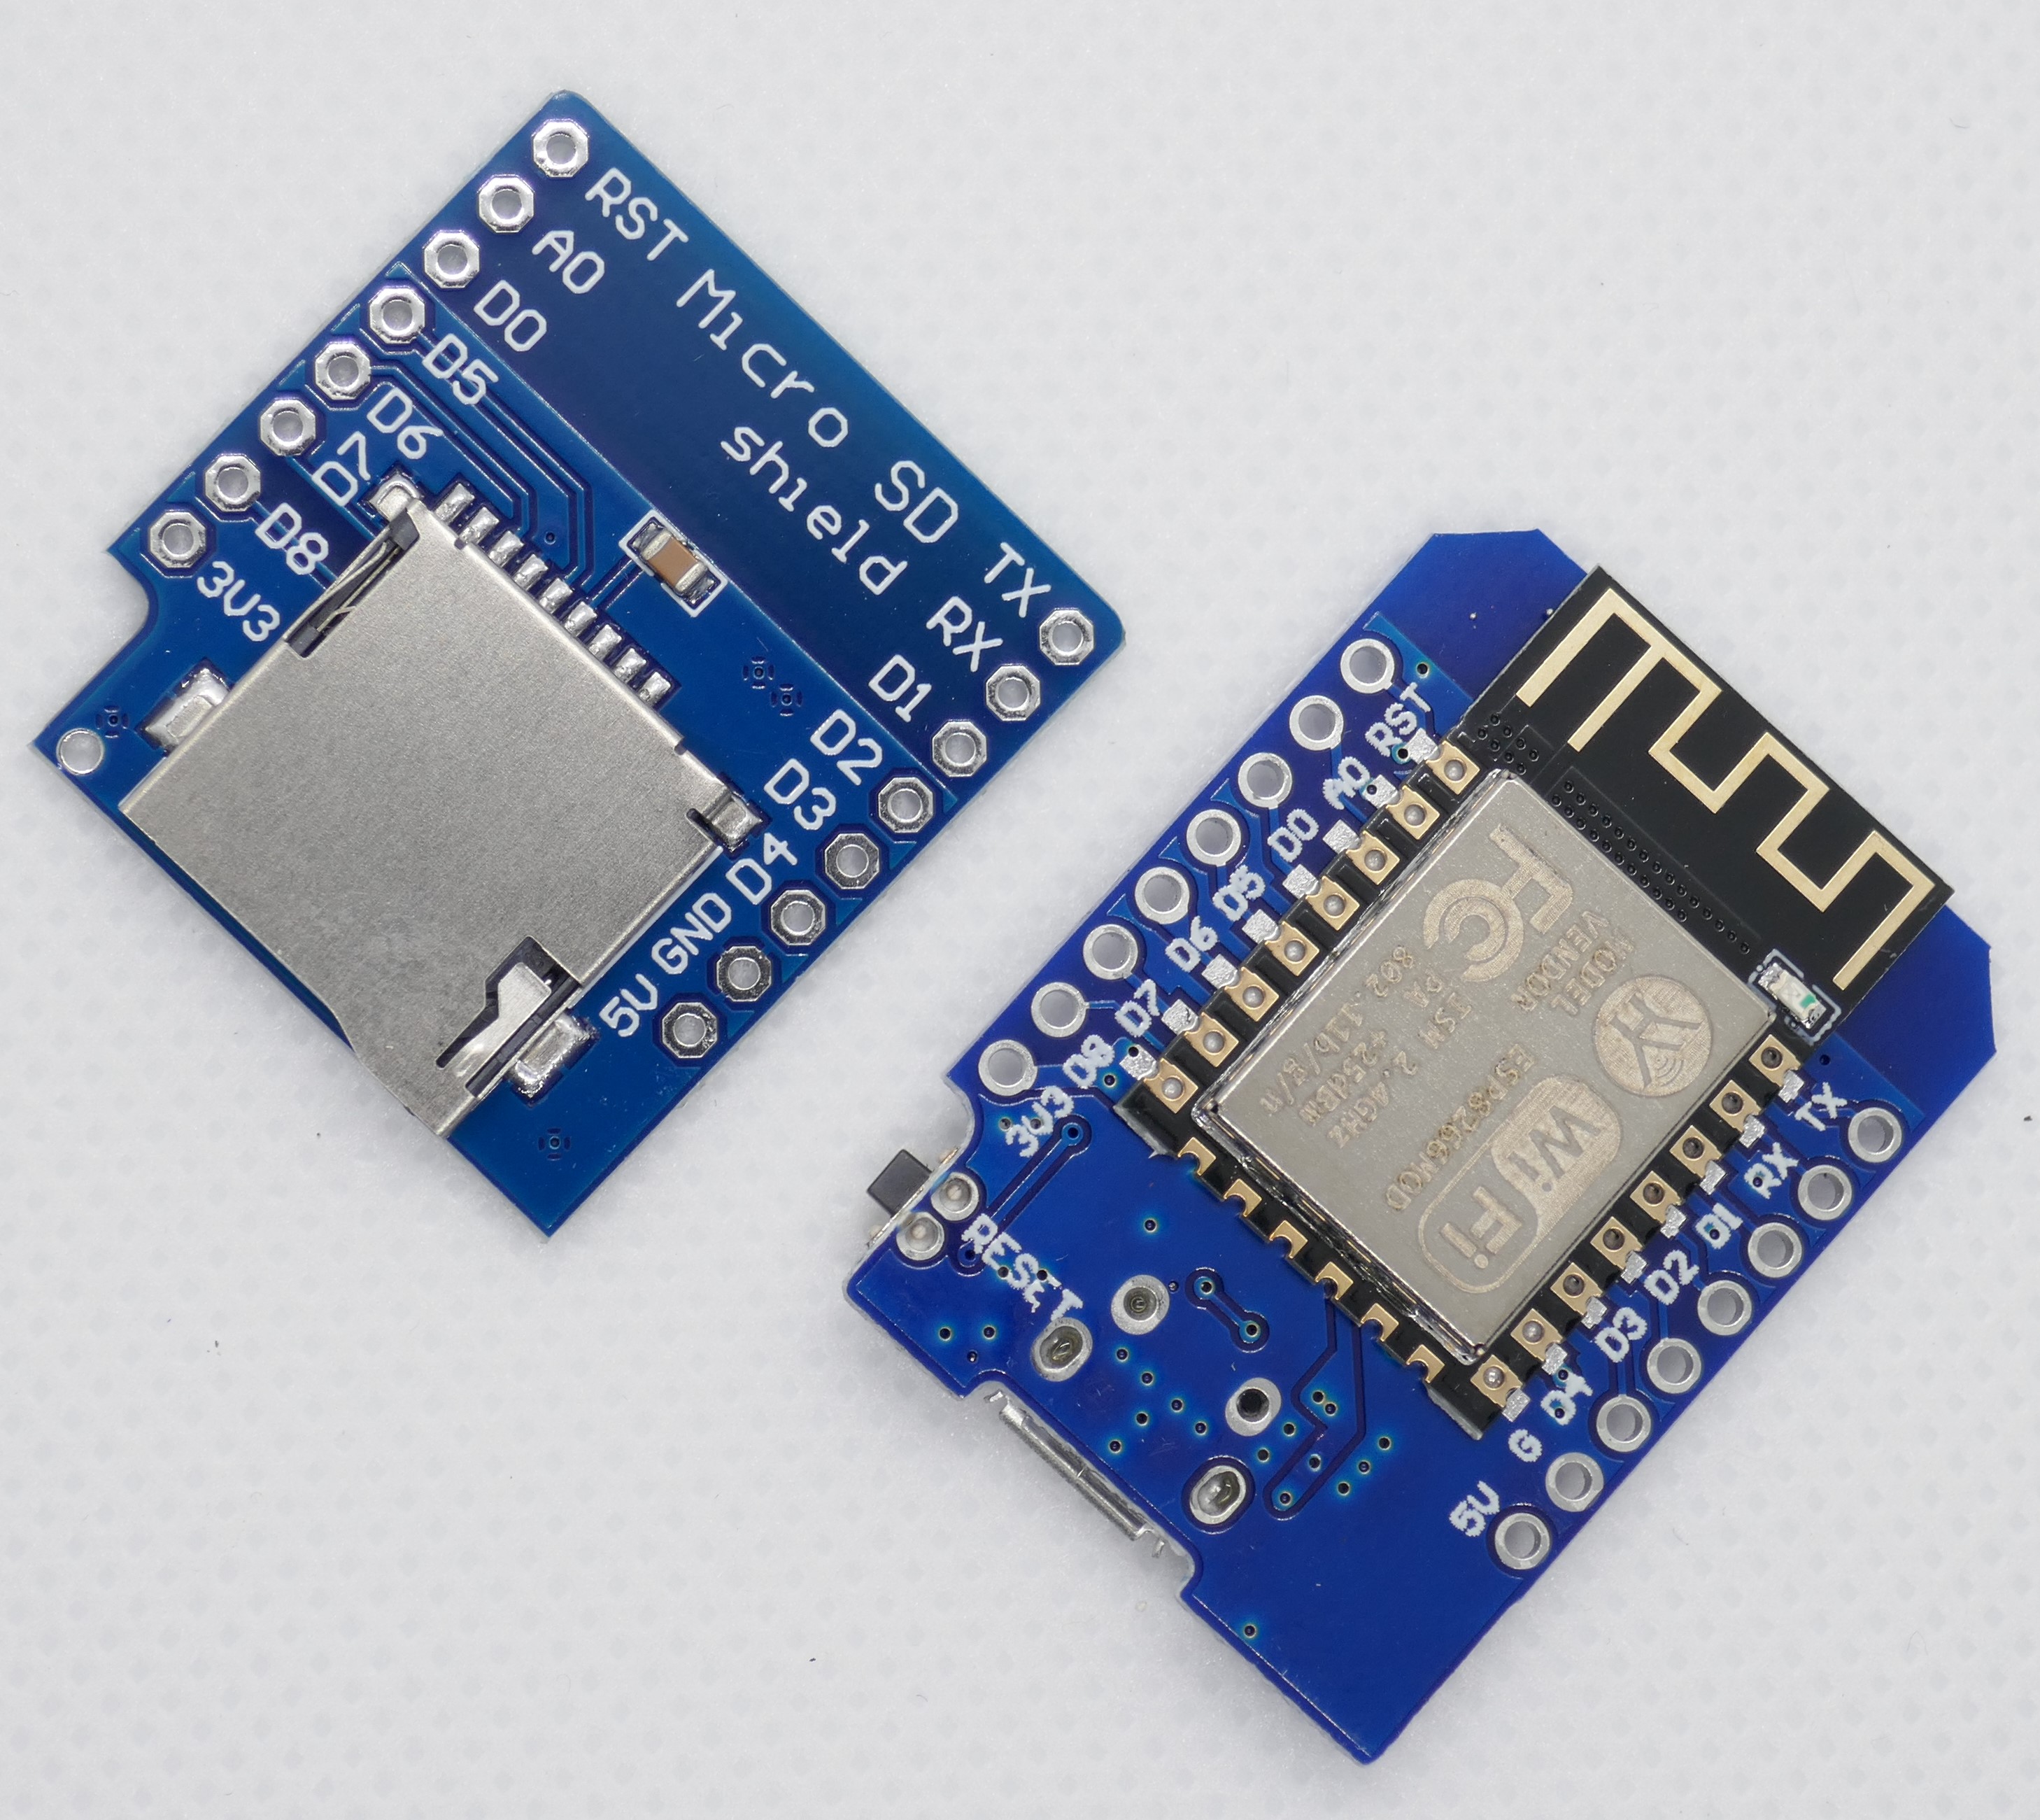 RST
A0
D0
D5
D6
D7
D8
3V3
Micro SD
shield
TX
RX
D1
D2
D3
D4
GND
5V
RST
A0
D0
D5
D6
D7
D8
3V3
RESET
FC
MODEL
VENDOR
ESP8266MOD
ISM 2.4GHZ
PA +25dBm
802.11b/g/n
Wi Fi
TX
RX
D1
D2
D3
D4
G
5V